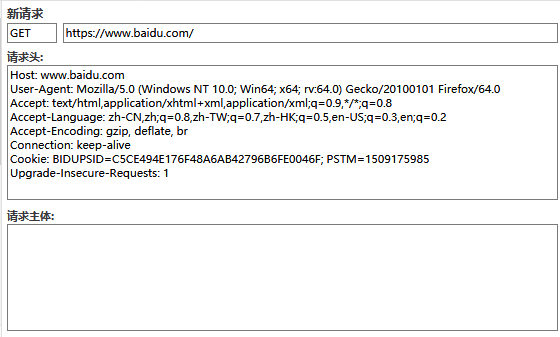 新请求
GET https://www.baidu.com/
请求头:
Host: www.baidu.com
User-Agent: Mozilla/5.0 (Windows NT 10.0; Win64; x64; rv:64.0) Gecko/20100101 Firefox/64.0
Accept: text/html,application/xhtml+xml,application/xml;q=0.9,*/*;q=0.8
Accept-Language: zh-CN,zh;q=0.8,zh-TW;q=0.7,zh-HK;q=0.5,en-US;q=0.3,en;q=0.2
Accept-Encoding: gzip, deflate, br
Connection: keep-alive
Cookie: BIDUPSID=C5CE494E176F48A6AB42796B6FE0046F; PSTM=1509175985
Upgrade-Insecure-Requests: 1
请求主体: